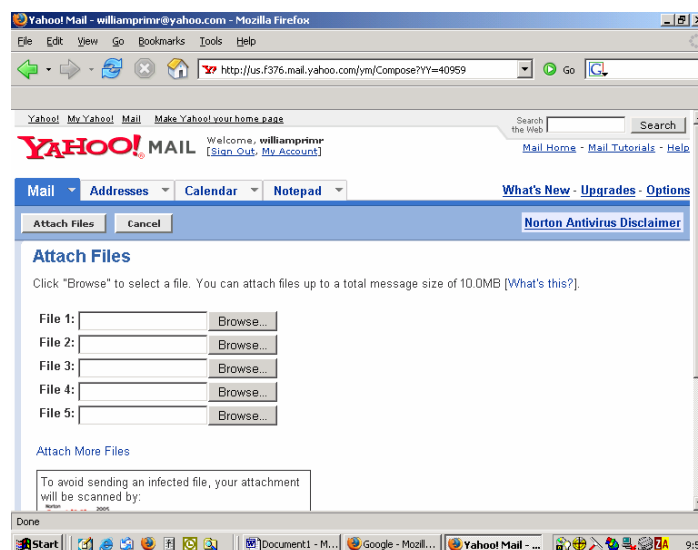 Yahoo! Mail - williamprimr@yahoo.com - Mozilla Firefox
File Edit View Go Bookmarks Tools Help
http://us.f376.mail.yahoo.com/ym/Compose?YY=40959 Go G
Yahoo! My Yahoo! Mail Make Yahoo! your home page
Search the Web Search
YAHOO! MAIL Welcome, williamprimr
[Sign Out, My Account]
Mail Home - Mail Tutorials - Help
Mail Addresses Calendar Notepad What's New - Upgrades - Options
Attach Files Cancel Norton Antivirus Disclaimer
Attach Files
Click "Browse" to select a file. You can attach files up to a total message size of 10.0MB [What's this?].
File 1: Browse...
File 2: Browse...
File 3: Browse...
File 4: Browse...
File 5: Browse...
Attach More Files
To avoid sending an infected file, your attachment
will be scanned by:
Norton 2005
Done
Start Document1 - M... Google - Mozill... Yahoo! Mail - ...